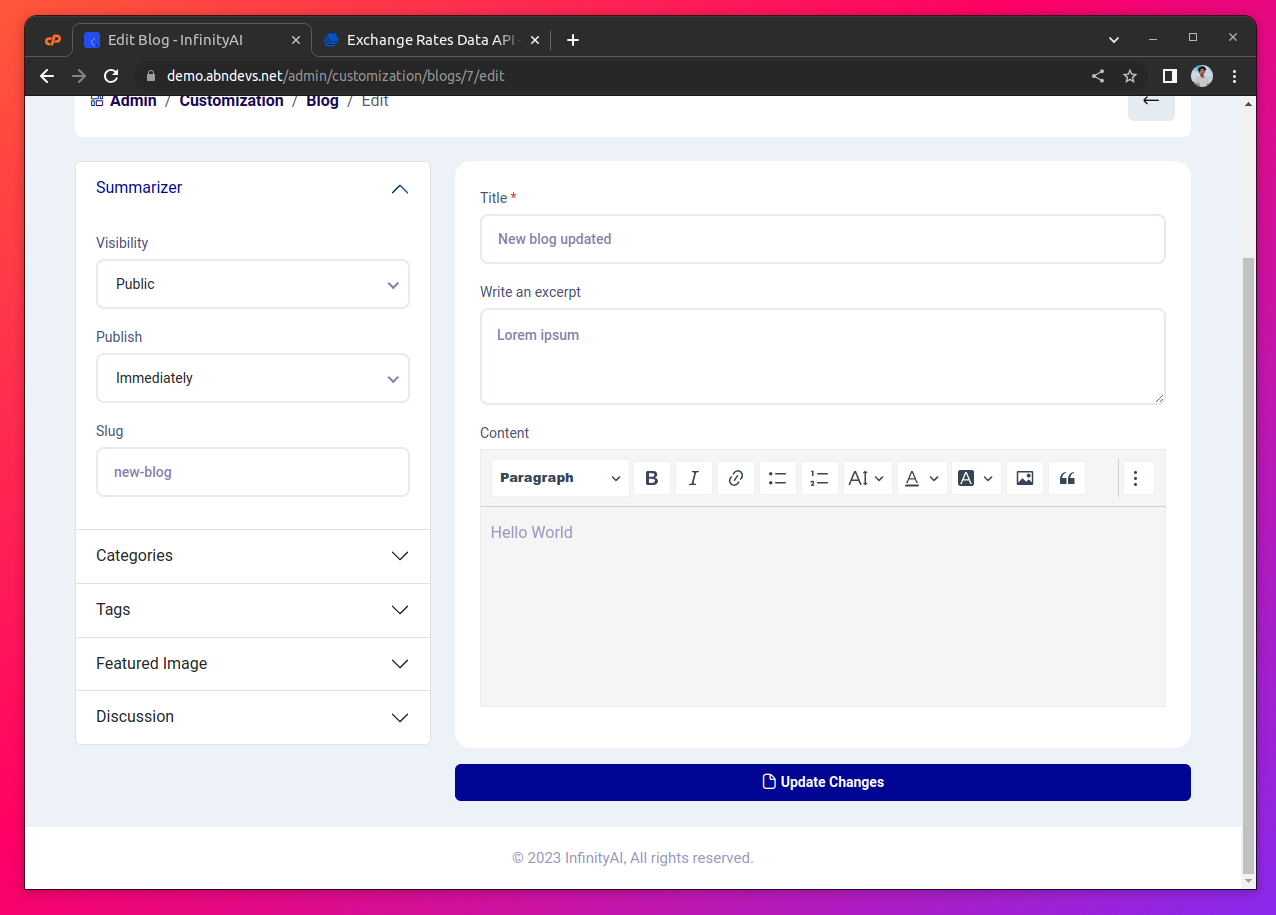 Edit Blog - InfinityAI
Exchange Rates Data API -
demo.abndevs.net/admin/customization/blogs/7/edit
Admin / Customization / Blog / Edit
Summarizer
Visibility
Public
Publish
Immediately
Slug
new-blog
Categories
Tags
Featured Image
Discussion
Title *
New blog updated
Write an excerpt
Lorem ipsum
Content
Paragraph
Hello World
Update Changes
© 2023 InfinityAI, All rights reserved.